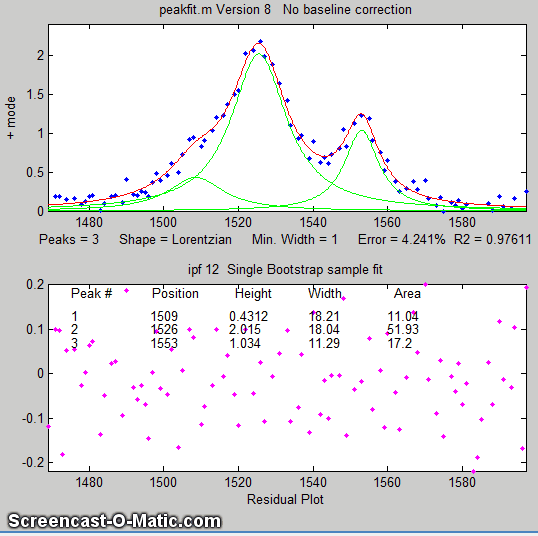 peakfit.m Version 8 No baseline correction
+ mode
2
1.5
1
0.5
0
1480 1500 1520 1540 1560 1580
Peaks = 3 Shape = Lorentzian Min. Width = 1 Error = 4.241% R2 = 0.97611
ipf 12 Single Bootstrap sample fit
0.2
0.1
0
-0.1
-0.2
Peak # Position Height Width Area
1 1509 0.4312 18.21 11.04
2 1526 2.015 18.04 51.93
3 1553 1.034 11.29 17.2
1480 1500 1520 1540 1560 1580
Residual Plot
Screencast-O-Matic.com